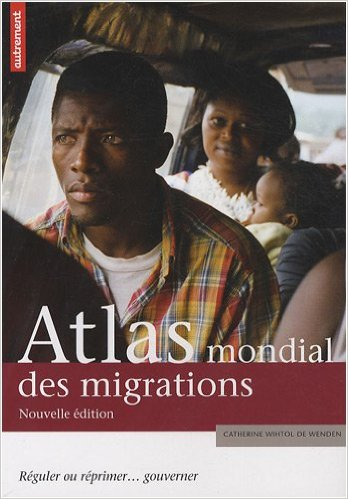 autrement
Atlas mondial
des migrations
Nouvelle édition
CATHERINE WIHTOL DE WENDEN
Réguler ou réprimer... gouverner